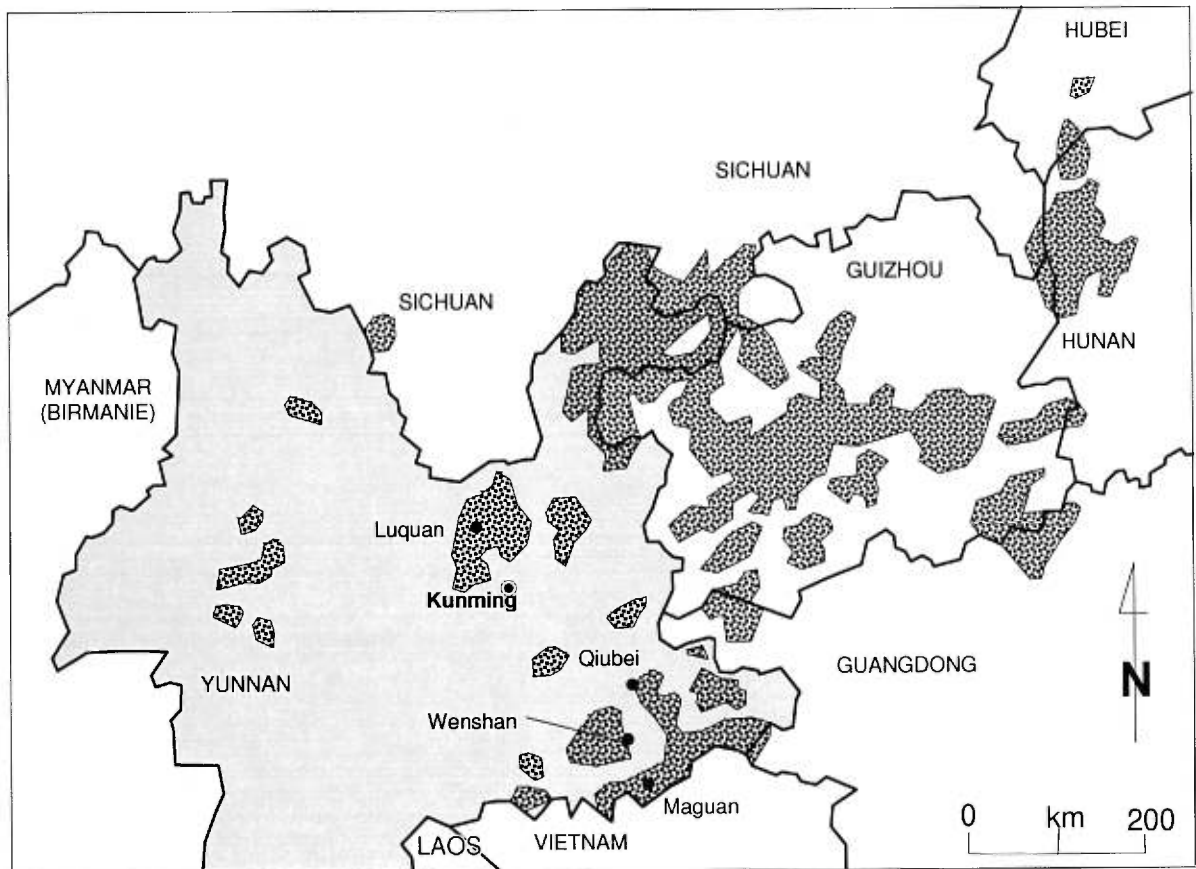 HUBEI
SICHUAN
GUIZHOU
SICHUAN
HUNAN
MYANMAR
(BIRMANIE)
Luquan
Kunming
Qiubei
GUANGDONG
YUNNAN
N
Wenshan
Maguan
0 km 200
LAOS
VIETNAM